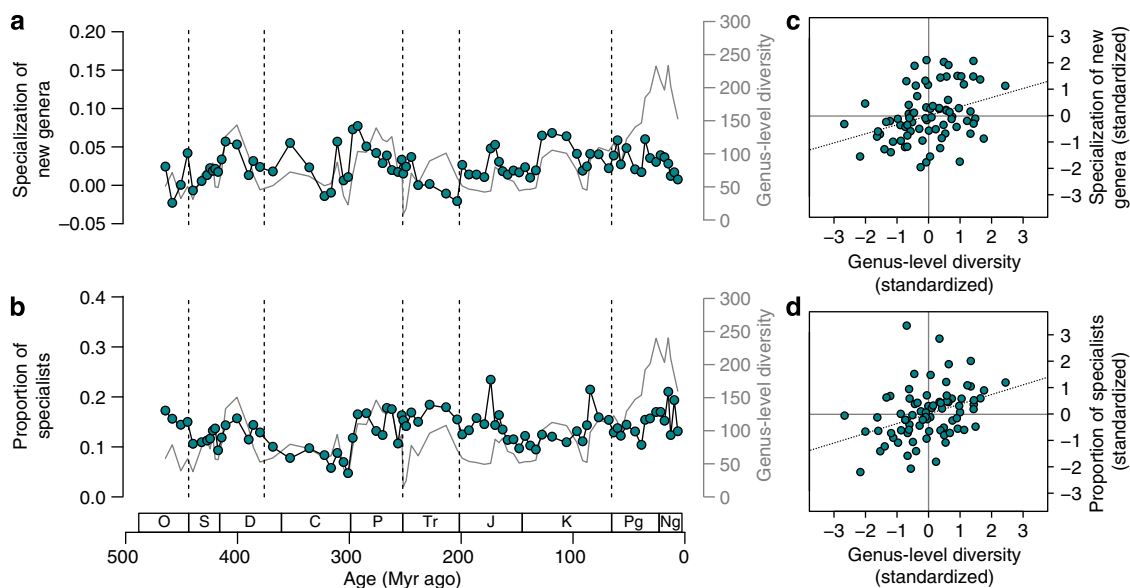 a
0.20
0.15
0.10
0.05
0.00
−0.05
Specialization of
new genera
300
250
200
150
100
50
0
Genus-level diversity
b
0.4
0.3
0.2
0.1
0.0
Proportion of
specialists
300
250
200
150
100
50
0
Genus-level diversity
O S D C P Tr J K Pg Ng
500 400 300 200 100 0
Age (Myr ago)
c
3
2
1
0
−1
−2
−3
Specialization of new
genera (standardized)
−3 −2 −1 0 1 2 3
Genus-level diversity
(standardized)
d
3
2
1
0
−1
−2
−3
Proportion of specialists
(standardized)
−3 −2 −1 0 1 2 3
Genus-level diversity
(standardized)